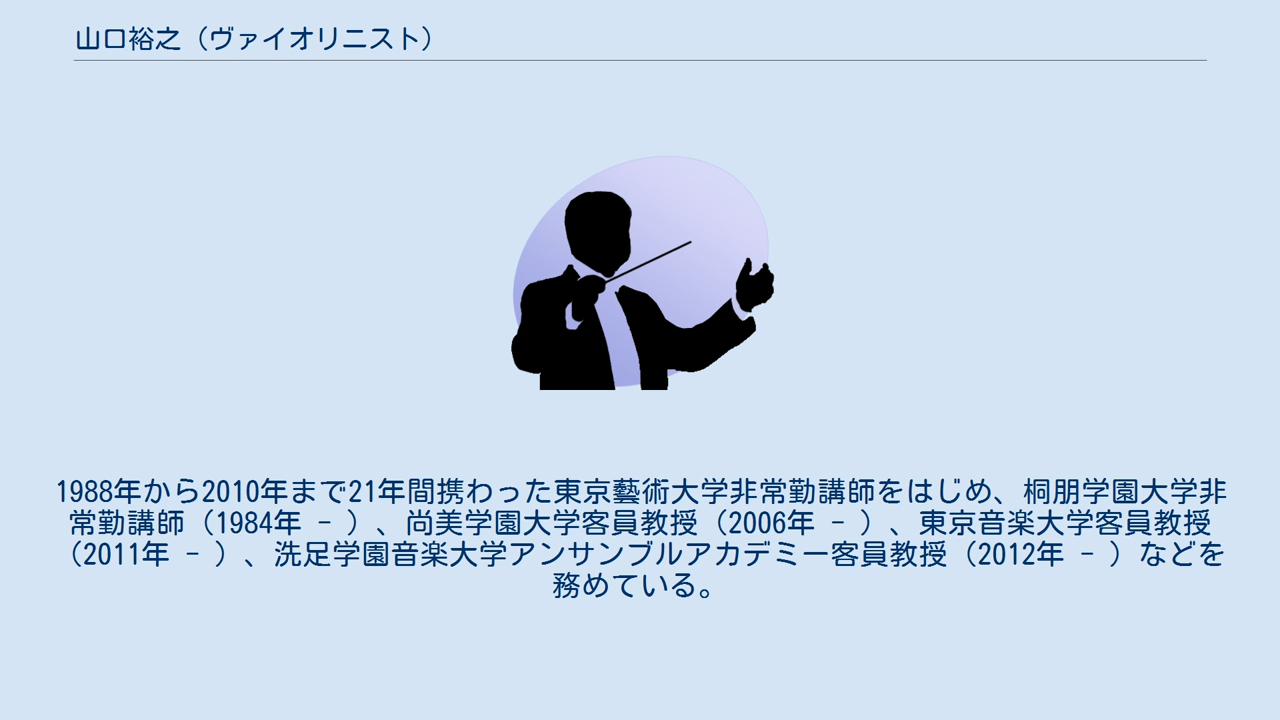 山口裕之（ヴァイオリニスト）
1988年から2010年まで21年間携わった東京藝術大学非常勤講師をはじめ、桐朋学園大学非
常勤講師（1984年 - ）、尚美学園大学客員教授（2006年 - ）、東京音楽大学客員教授
（2011年 - ）、洗足学園音楽大学アンサンブルアカデミー客員教授（2012年 - ）などを
務めている。